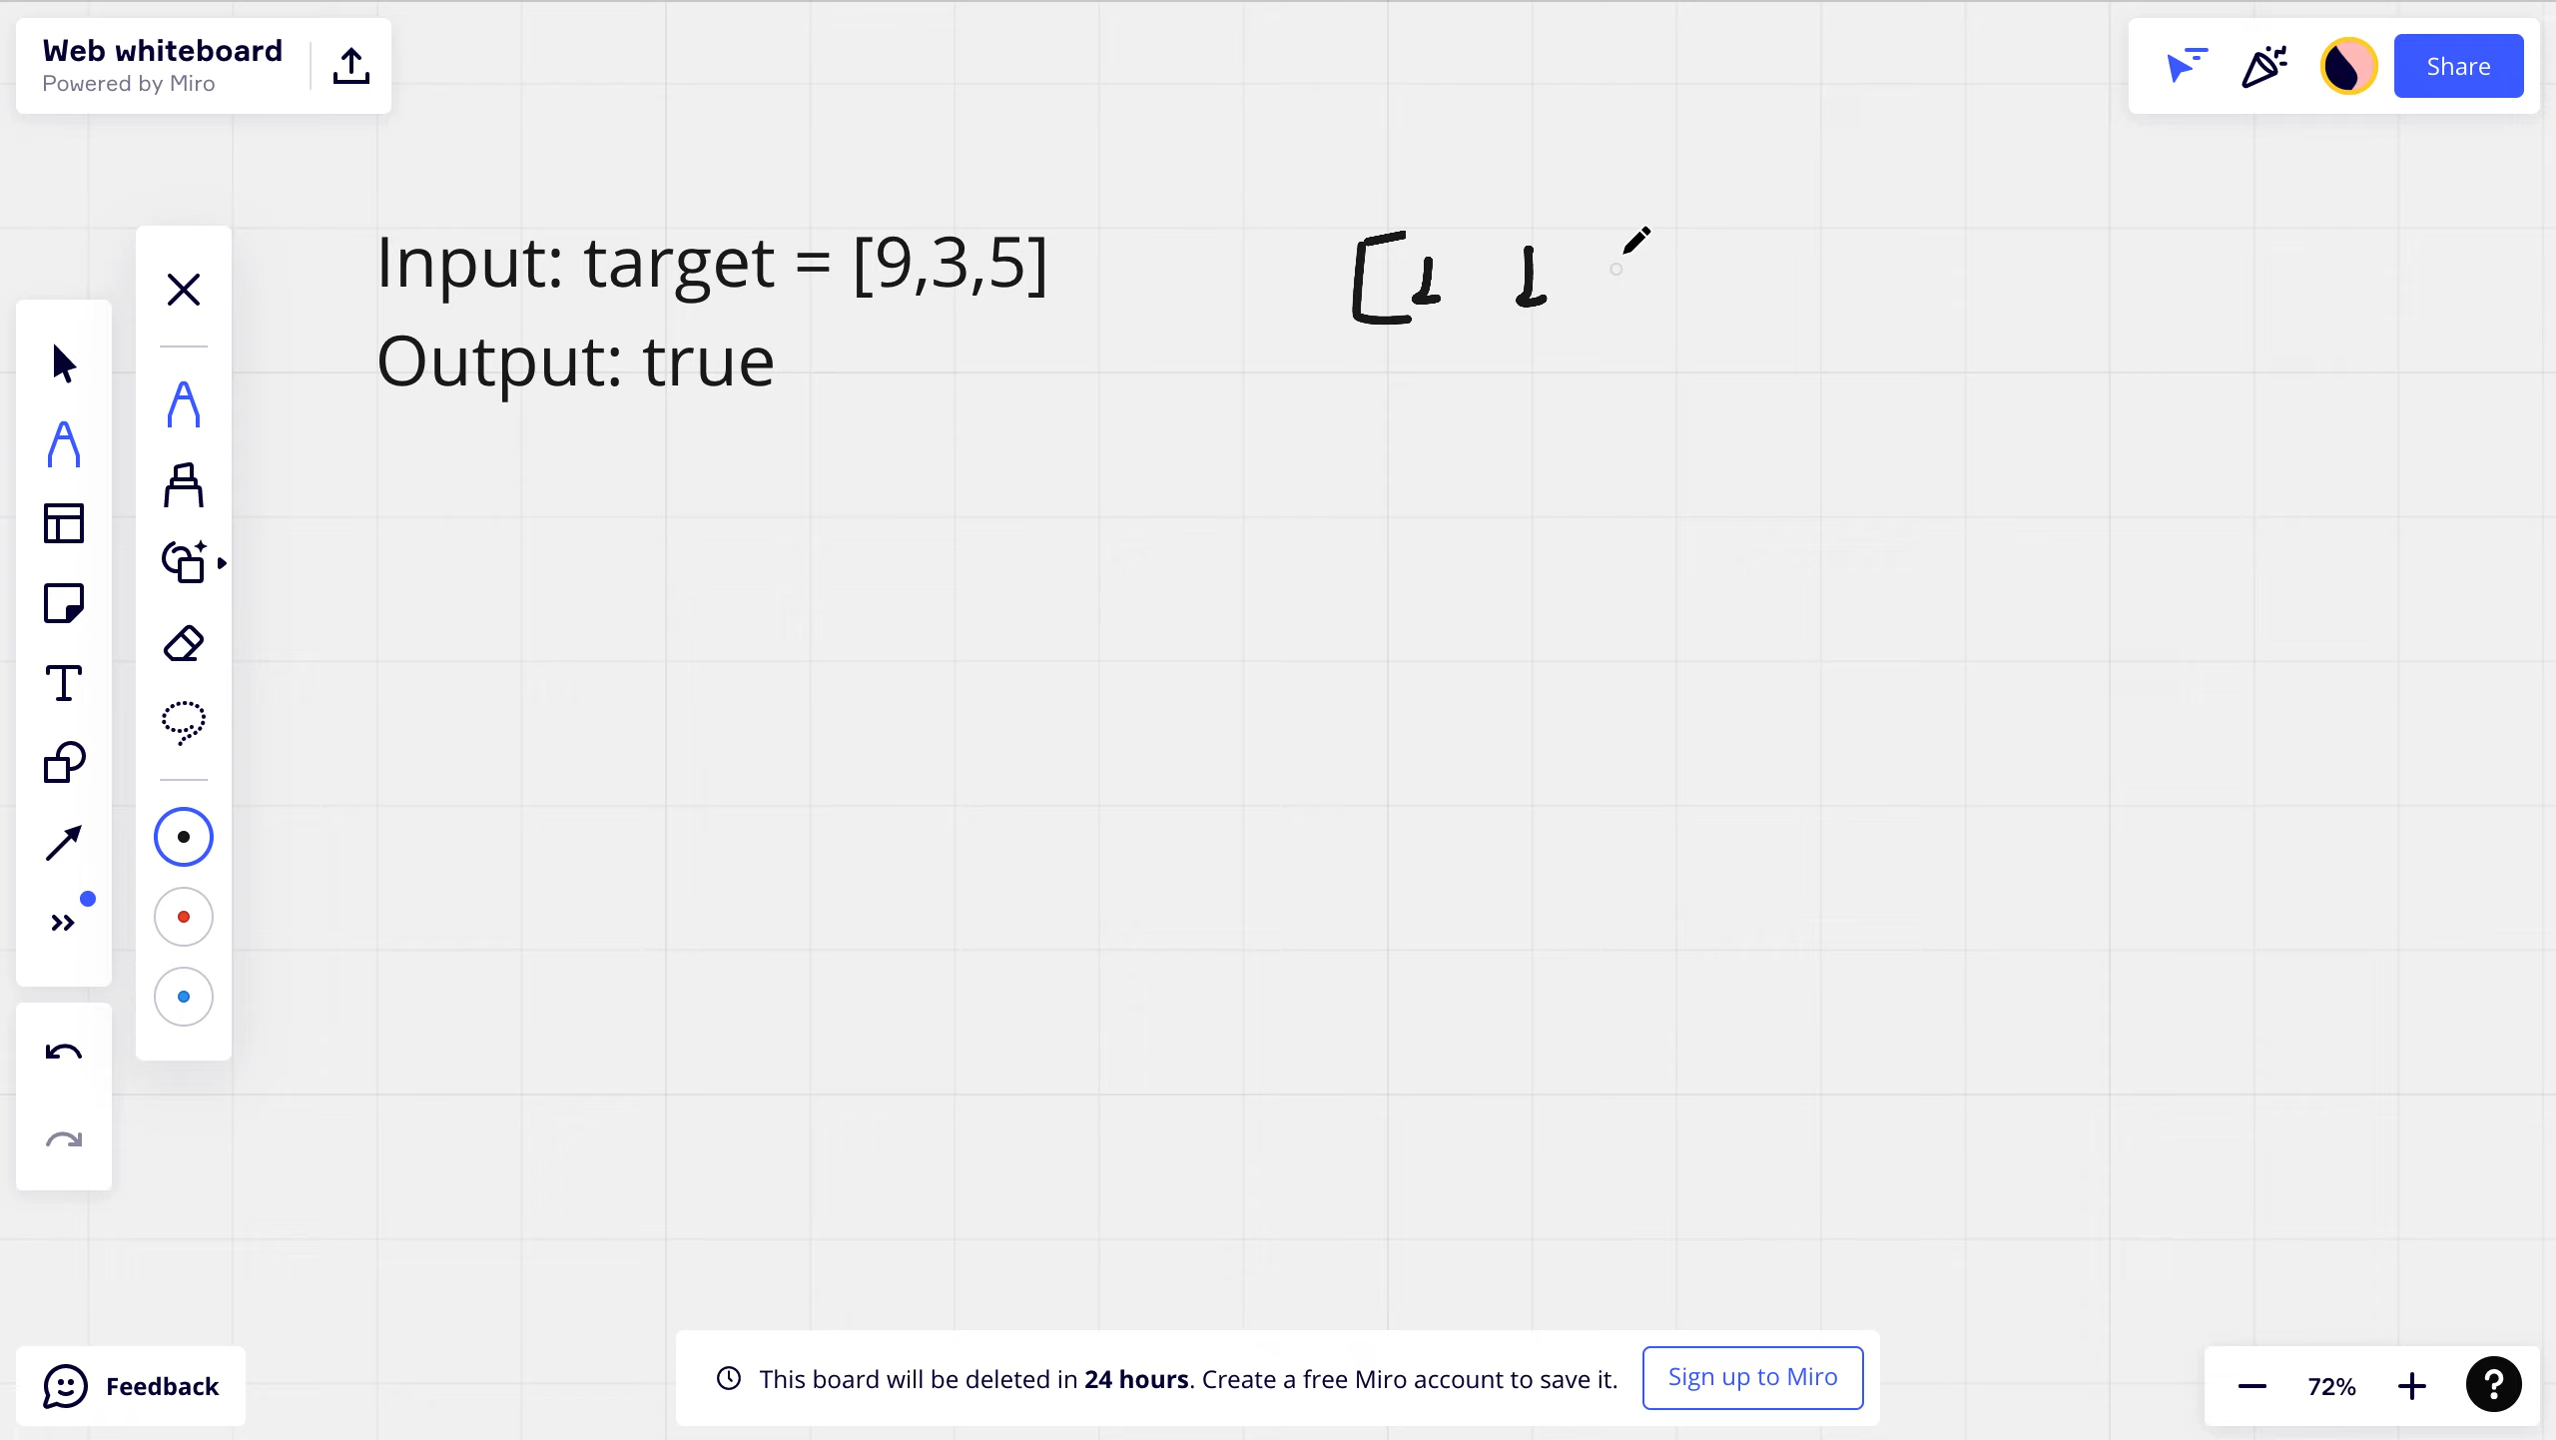 Web whiteboard
Powered by Miro
Share
Input: target = [9,3,5]
Output: true
[1 1
Feedback
This board will be deleted in 24 hours. Create a free Miro account to save it.
Sign up to Miro
72%